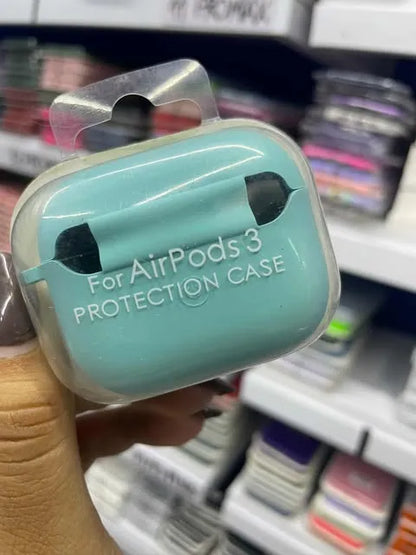 For AirPods 3
PROTECTION CASE